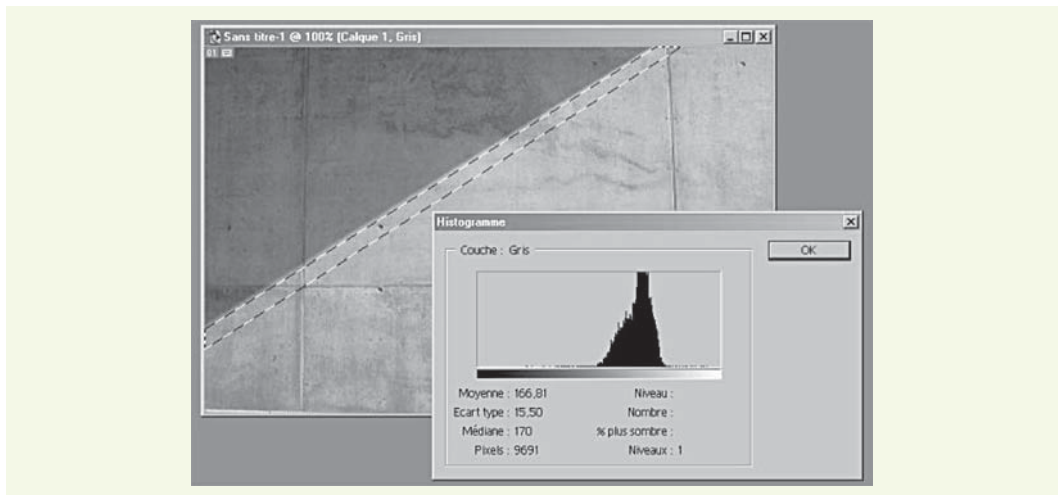 Sans titre-1 @ 100% (Calque 1, Gris)
01
Histogramme
Couche : Gris
OK
Moyenne : 166,81
Ecart type : 15,50
Médiane : 170
Pixels : 9691
Niveau :
Nombre :
% plus sombre :
Niveaux : 1